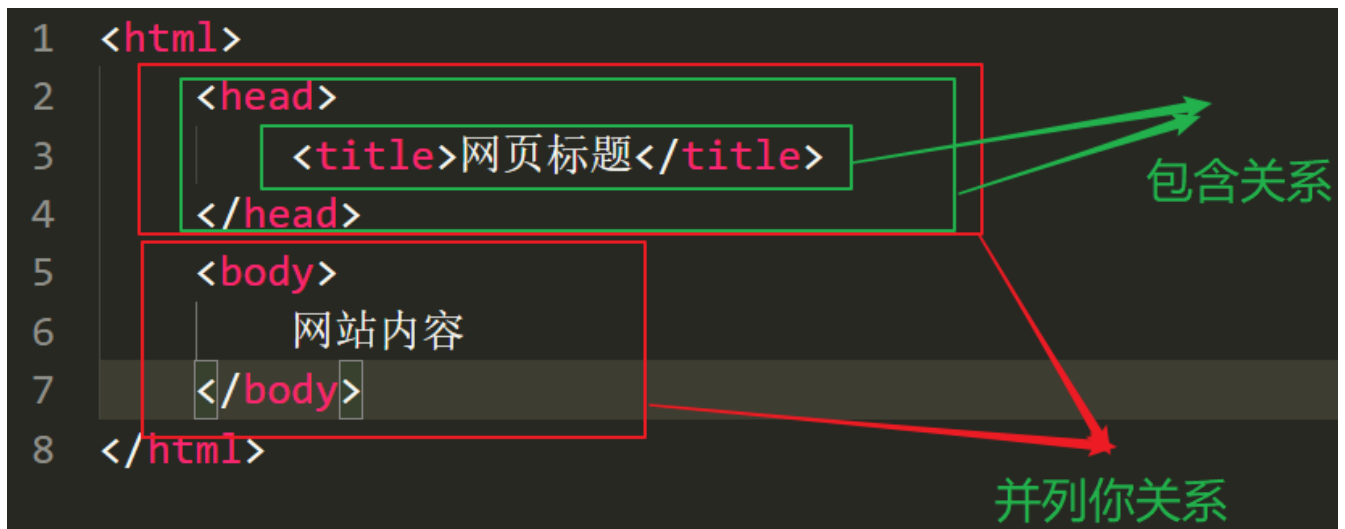 1 <html>
2 <head>
3 <title>网页标题</title>
包含关系
4 </head>
5 <body>
6 网站内容
7 </body>
8 </html>
并列你关系